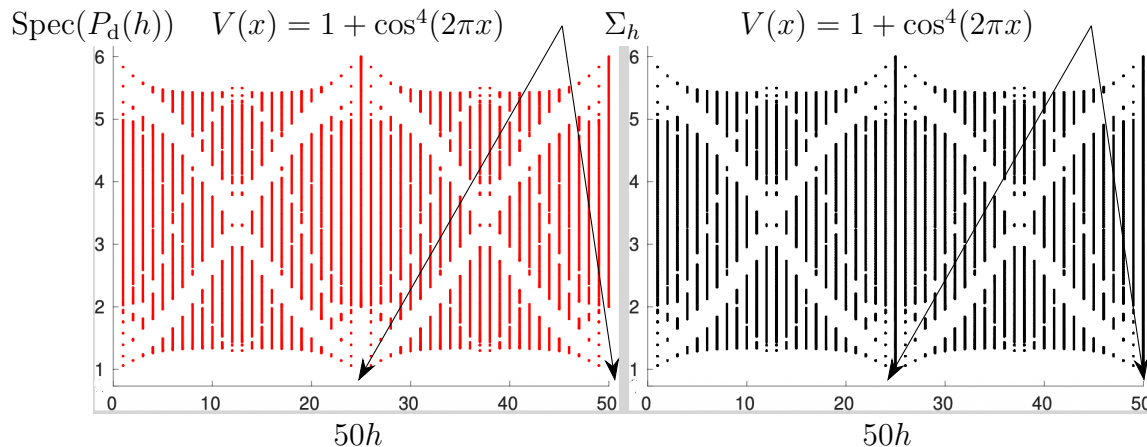 Spec(P_d(h)) V(x) = 1 + cos^4(2πx) Σ_h V(x) = 1 + cos^4(2πx)
6 6
5 5
4 4
3 3
2 2
1 1
0 10 20 30 40 50 0 10 20 30 40 50
50h 50h